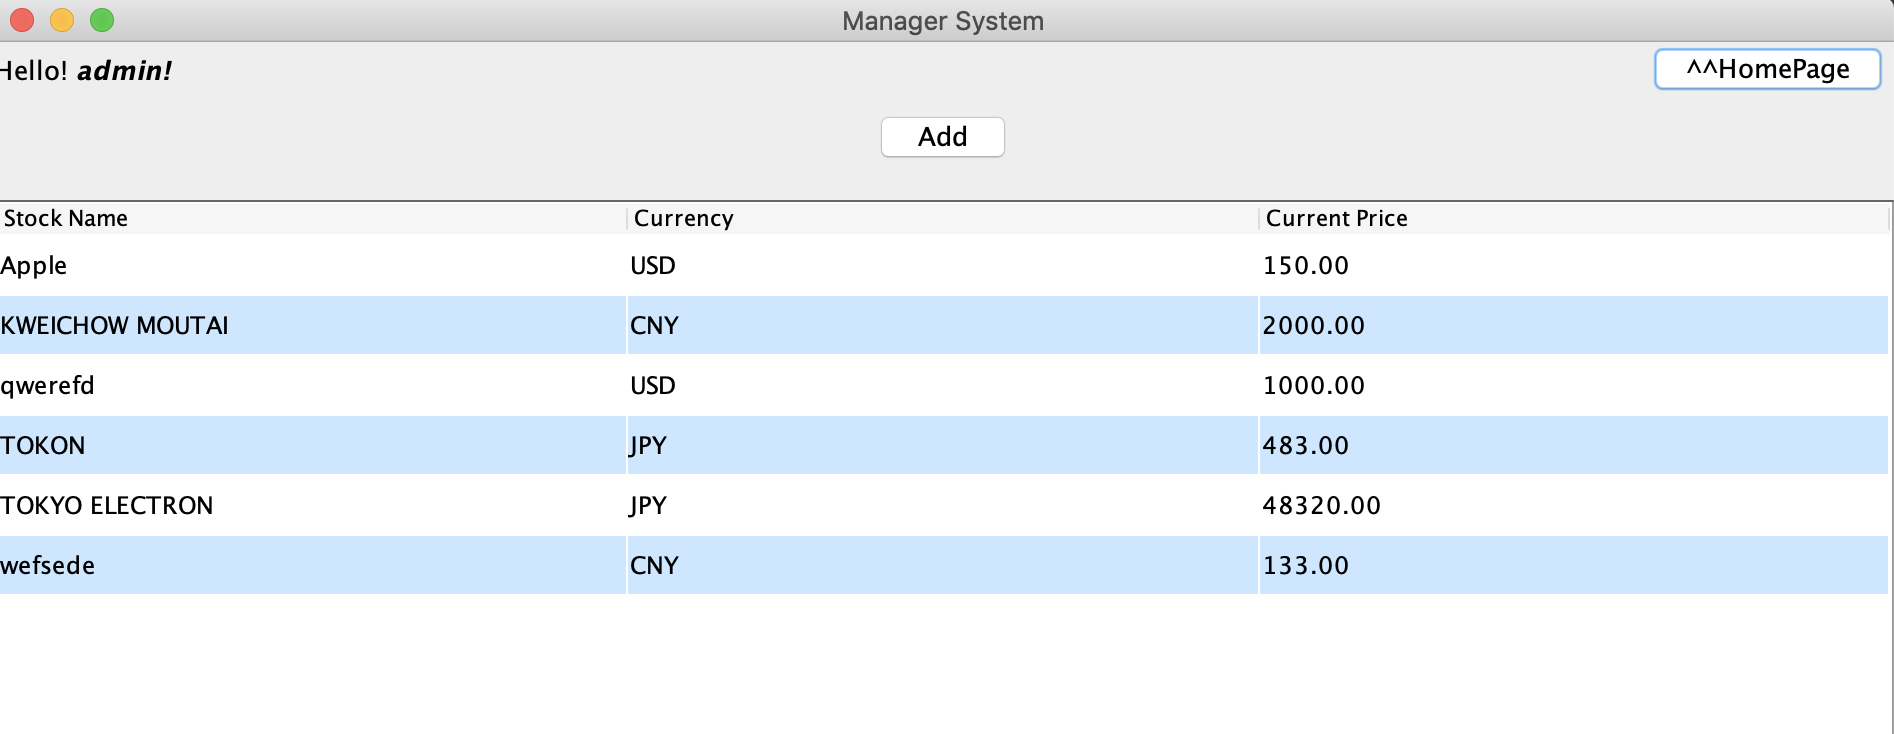 Manager System
Hello! admin!
^^HomePage
Add
Stock Name Currency Current Price
Apple USD 150.00
KWEICHOW MOUTAI CNY 2000.00
qwerefd USD 1000.00
TOKON JPY 483.00
TOKYO ELECTRON JPY 48320.00
wefsede CNY 133.00